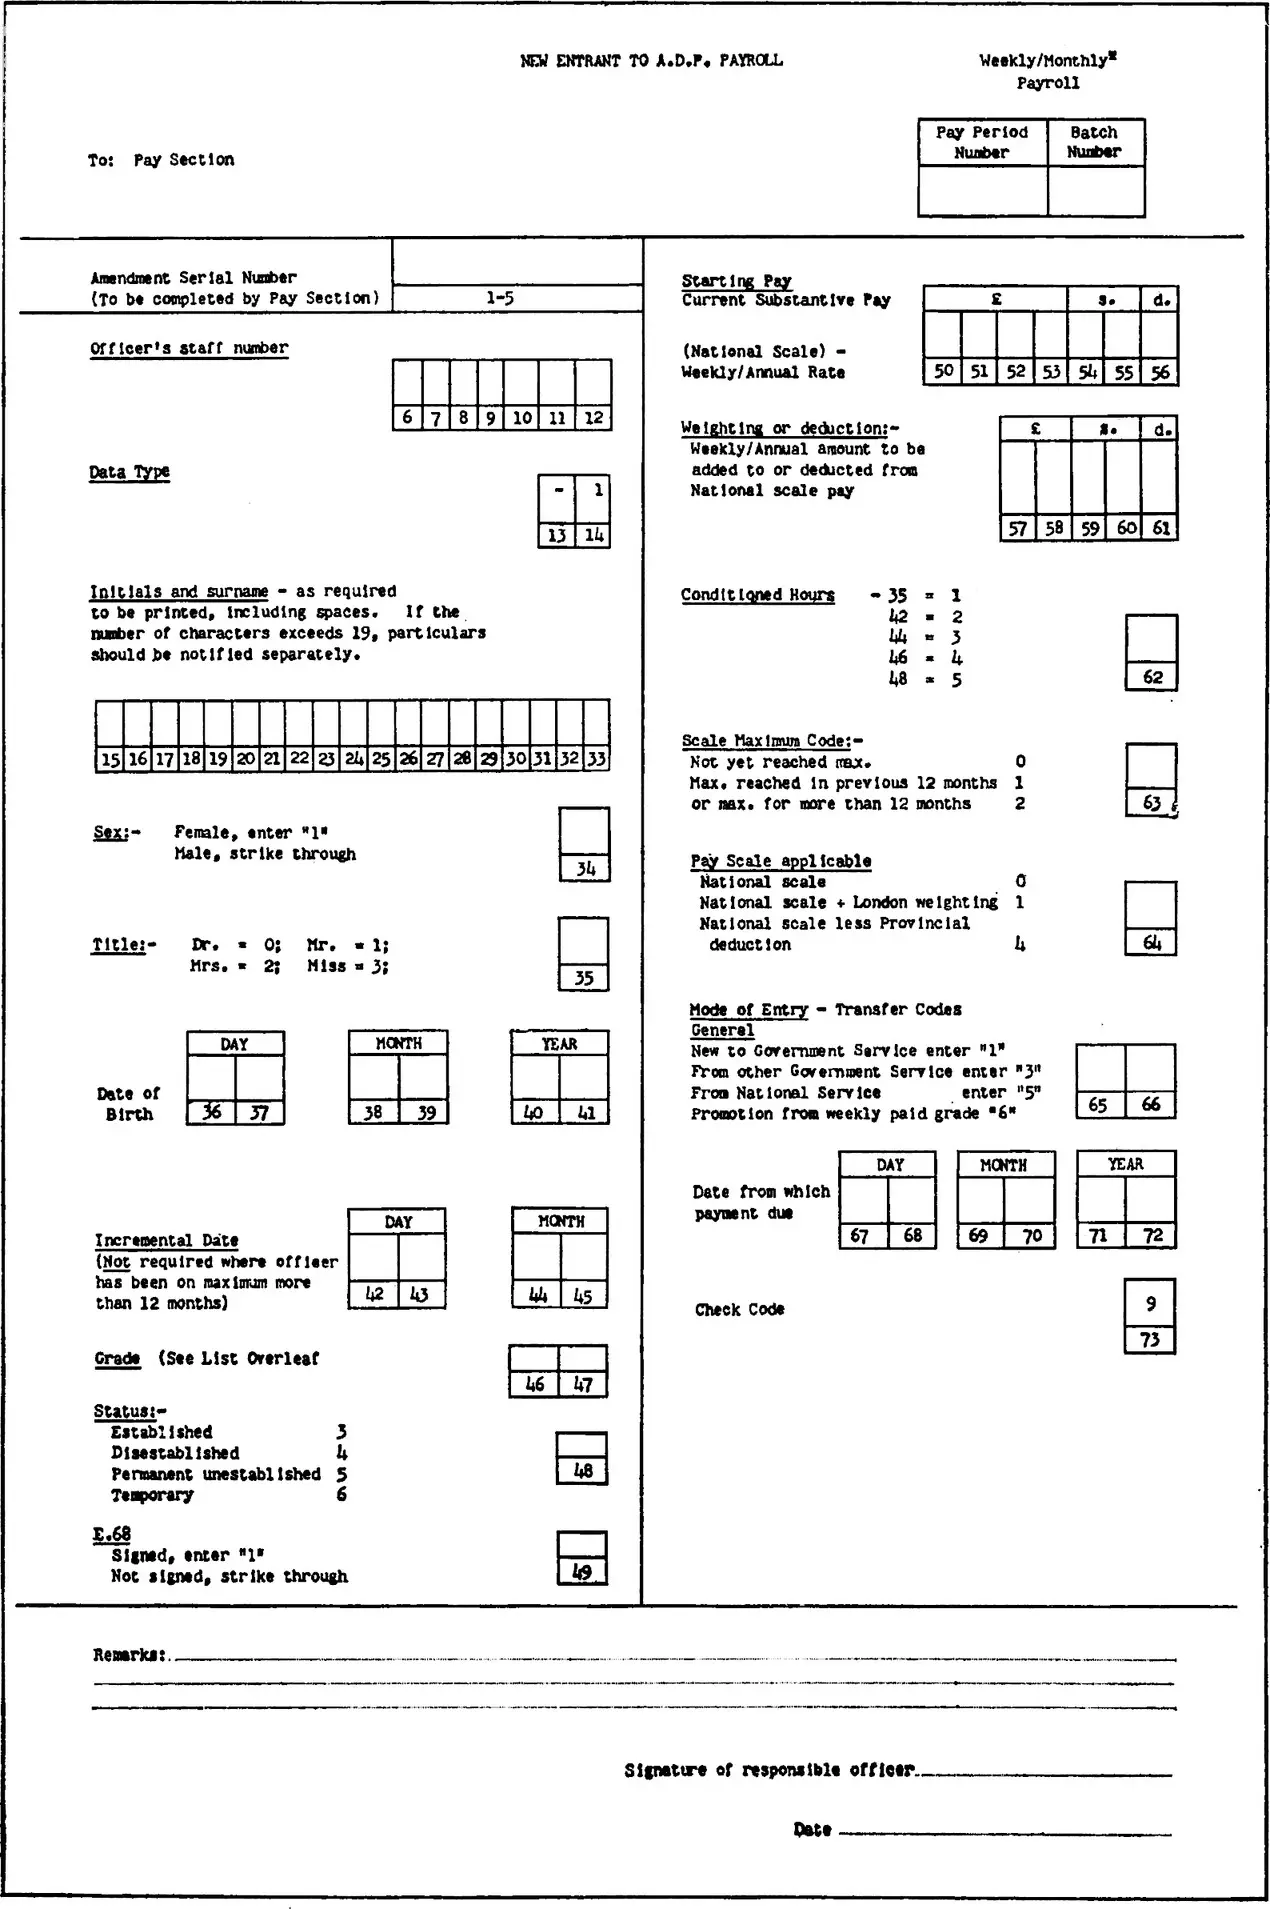 NEW ENTRANT TO A.D.P. PAYROLL
Weekly/Monthly*
Payroll
Pay Period Number
Batch Number
To: Pay Section
Amendment Serial Number
(To be completed by Pay Section)
1-5
Officer's staff number
6 7 8 9 10 11 12
Data Type
- 1
13 14
Initials and surname - as required
to be printed, including spaces. If the
number of characters exceeds 19, particulars
should be notified separately.
15 16 17 18 19 20 21 22 23 24 25 26 27 28 29 30 31 32 33
Sex:- Female, enter "1"
Male, strike through
34
Title:- Dr. = 0; Mr. = 1;
Mrs. = 2; Miss = 3;
35
DAY MONTH YEAR
Date of
Birth
36 37 38 39 40 41
DAY MONTH
Incremental Date
(Not required where officer
has been on maximum more
than 12 months)
42 43 44 45
Grade (See List Overleaf
46 47
Status:-
Established 3
Disestablished 4
Permanent unestablished 5
Temporary 6
48
E.68
Signed, enter "1"
Not signed, strike through
49
Starting Pay
Current Substantive Pay
£ s. d.
(National Scale) -
Weekly/Annual Rate
50 51 52 53 54 55 56
Weighting or deduction:-
Weekly/Annual amount to be
added to or deducted from
National scale pay
£ s. d.
57 58 59 60 61
Conditioned Hours - 35 = 1
42 = 2
44 = 3
46 = 4
48 = 5
62
Scale Maximum Code:-
Not yet reached max. 0
Max. reached in previous 12 months 1
or max. for more than 12 months 2
63
Pay Scale applicable
National scale 0
National scale + London weighting 1
National scale less Provincial
deduction 4
64
Mode of Entry - Transfer Codes
General
New to Government Service enter "1"
From other Government Service enter "3"
From National Service enter "5"
Promotion from weekly paid grade "6"
65 66
DAY MONTH YEAR
Date from which
payment due
67 68 69 70 71 72
Check Code
9
73
Remarks:
Signature of responsible officer
Date